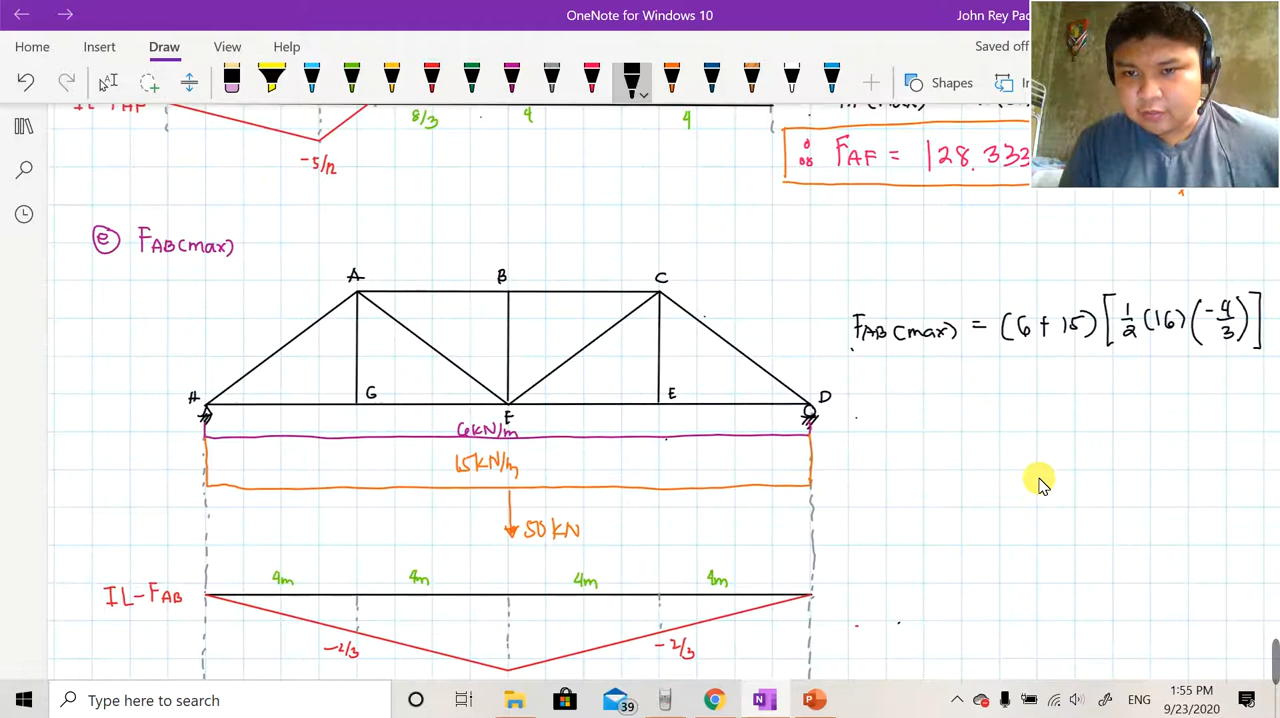 OneNote for Windows 10
John Rey Pac
Home Insert Draw View Help
Saved off
Shapes
In
8/3 4 4
-5/12
∴ FAF = 128.333
ⓔ FAB(max)
A B C
H G F E D
6kN/m
15kN/m
50 kN
4m 4m 4m 4m
IL-FAB
-2/3 -2/3
FAB(max) = (6 + 15) [ 1/2 (16) (-4/3) ]
Type here to search
39
ENG
1:55 PM
9/23/2020